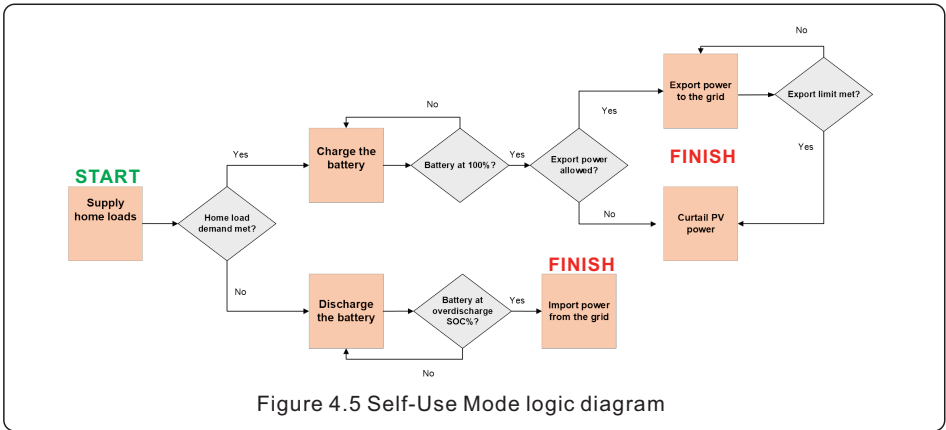 No
Export power
to the grid
Export limit met?
Yes
No
Yes
Charge the
battery
Battery at 100%?
Yes
Export power
allowed?
FINISH
Yes
START
Supply
home loads
Home load
demand met?
No
Curtail PV
power
No
FINISH
Discharge
the battery
Battery at
overdischarge
SOC%?
Yes
Import power
from the grid
No
Figure 4.5 Self-Use Mode logic diagram